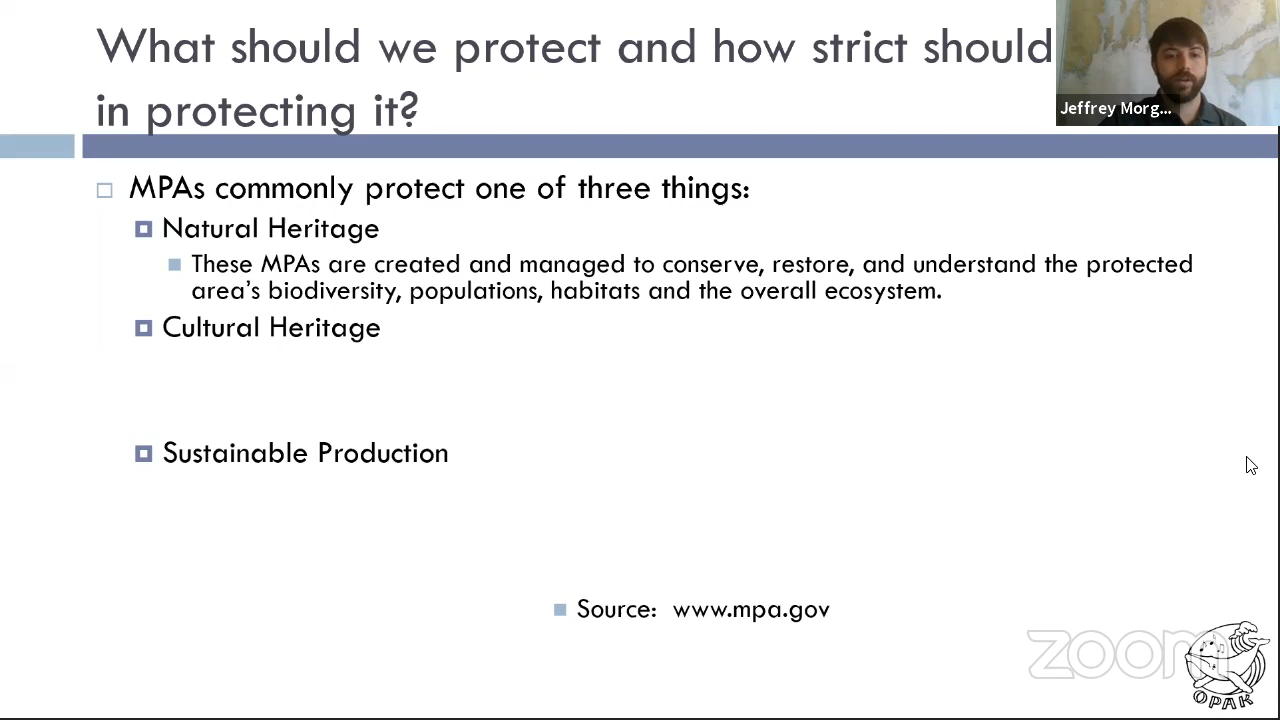 What should we protect and how strict should
in protecting it?
Jeffrey Morg...
MPAs commonly protect one of three things:
Natural Heritage
These MPAs are created and managed to conserve, restore, and understand the protected
area's biodiversity, populations, habitats and the overall ecosystem.
Cultural Heritage
Sustainable Production
Source: www.mpa.gov
zoom
OPAK